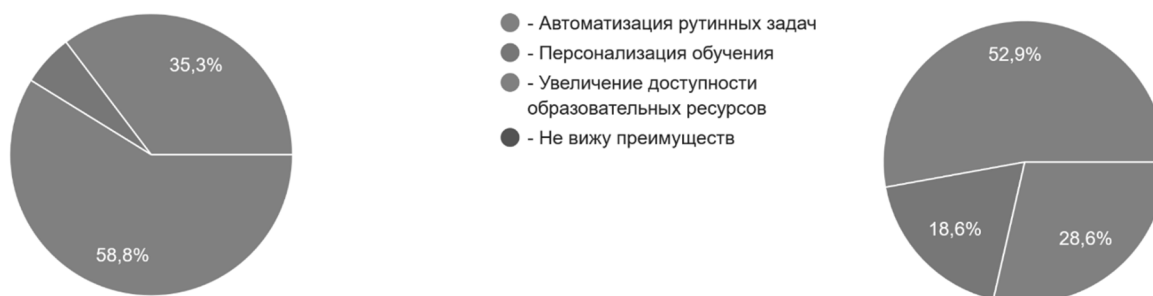 35,3%
58,8%
- Автоматизация рутинных задач
- Персонализация обучения
- Увеличение доступности
образовательных ресурсов
- Не вижу преимуществ
52,9%
18,6%
28,6%